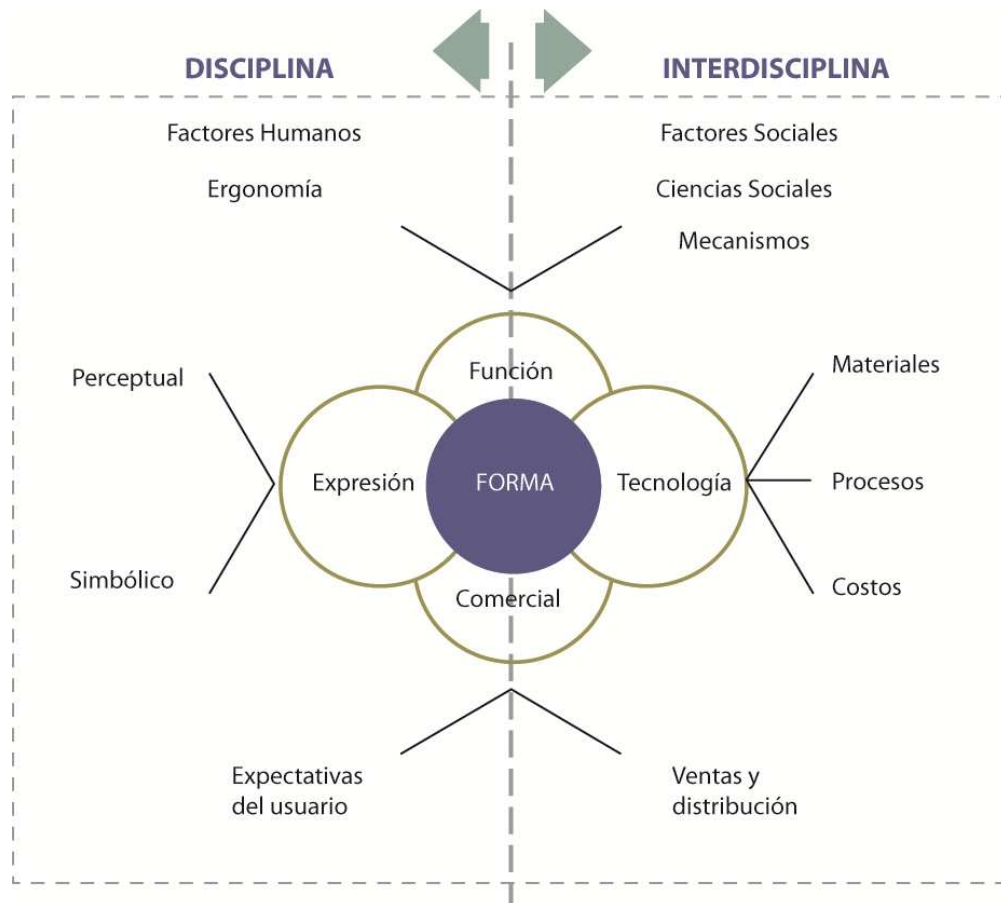 DISCIPLINA
INTERDISCIPLINA
Factores Humanos
Factores Sociales
Ergonomía
Ciencias Sociales
Mecanismos
Función
Perceptual
Materiales
Expresión
FORMA
Tecnología
Procesos
Simbólico
Comercial
Costos
Expectativas
del usuario
Ventas y
distribución